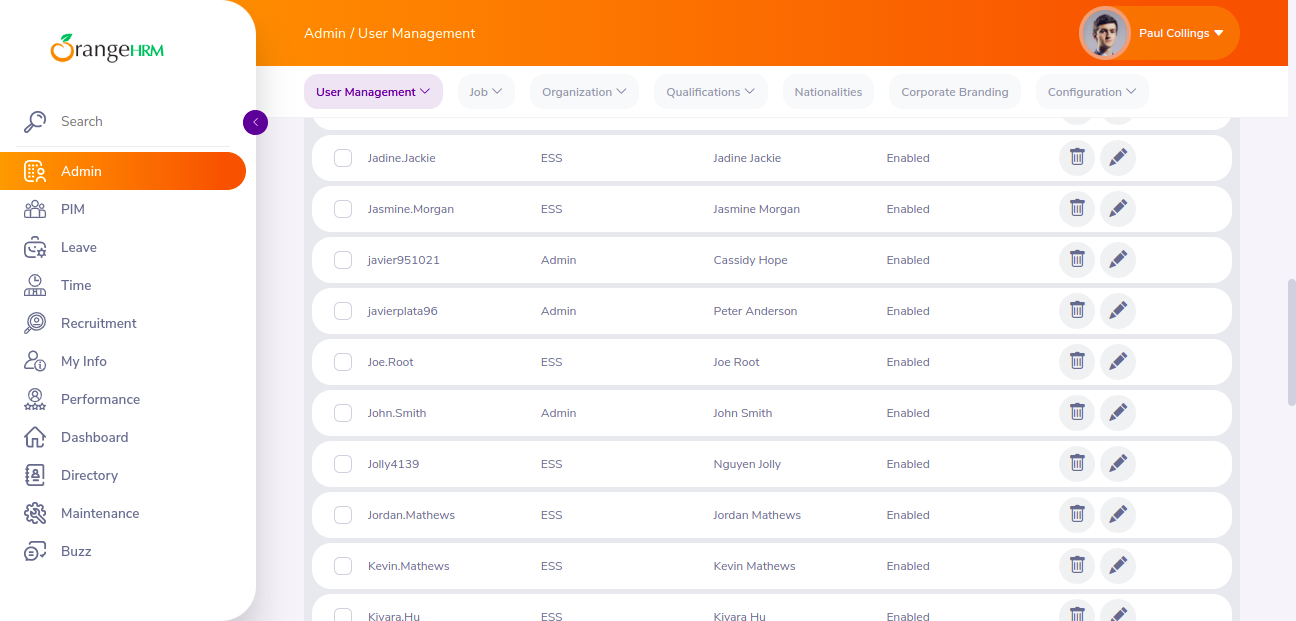 OrangeHRM
Admin / User Management
Paul Collings
User Management
Job
Organization
Qualifications
Nationalities
Corporate Branding
Configuration
Search
Admin
PIM
Leave
Time
Recruitment
My Info
Performance
Dashboard
Directory
Maintenance
Buzz
Jadine.Jackie ESS Jadine Jackie Enabled
Jasmine.Morgan ESS Jasmine Morgan Enabled
javier951021 Admin Cassidy Hope Enabled
javierplata96 Admin Peter Anderson Enabled
Joe.Root ESS Joe Root Enabled
John.Smith Admin John Smith Enabled
Jolly4139 ESS Nguyen Jolly Enabled
Jordan.Mathews ESS Jordan Mathews Enabled
Kevin.Mathews ESS Kevin Mathews Enabled
Kiyara.Hu ESS Kiyara Hu Enabled